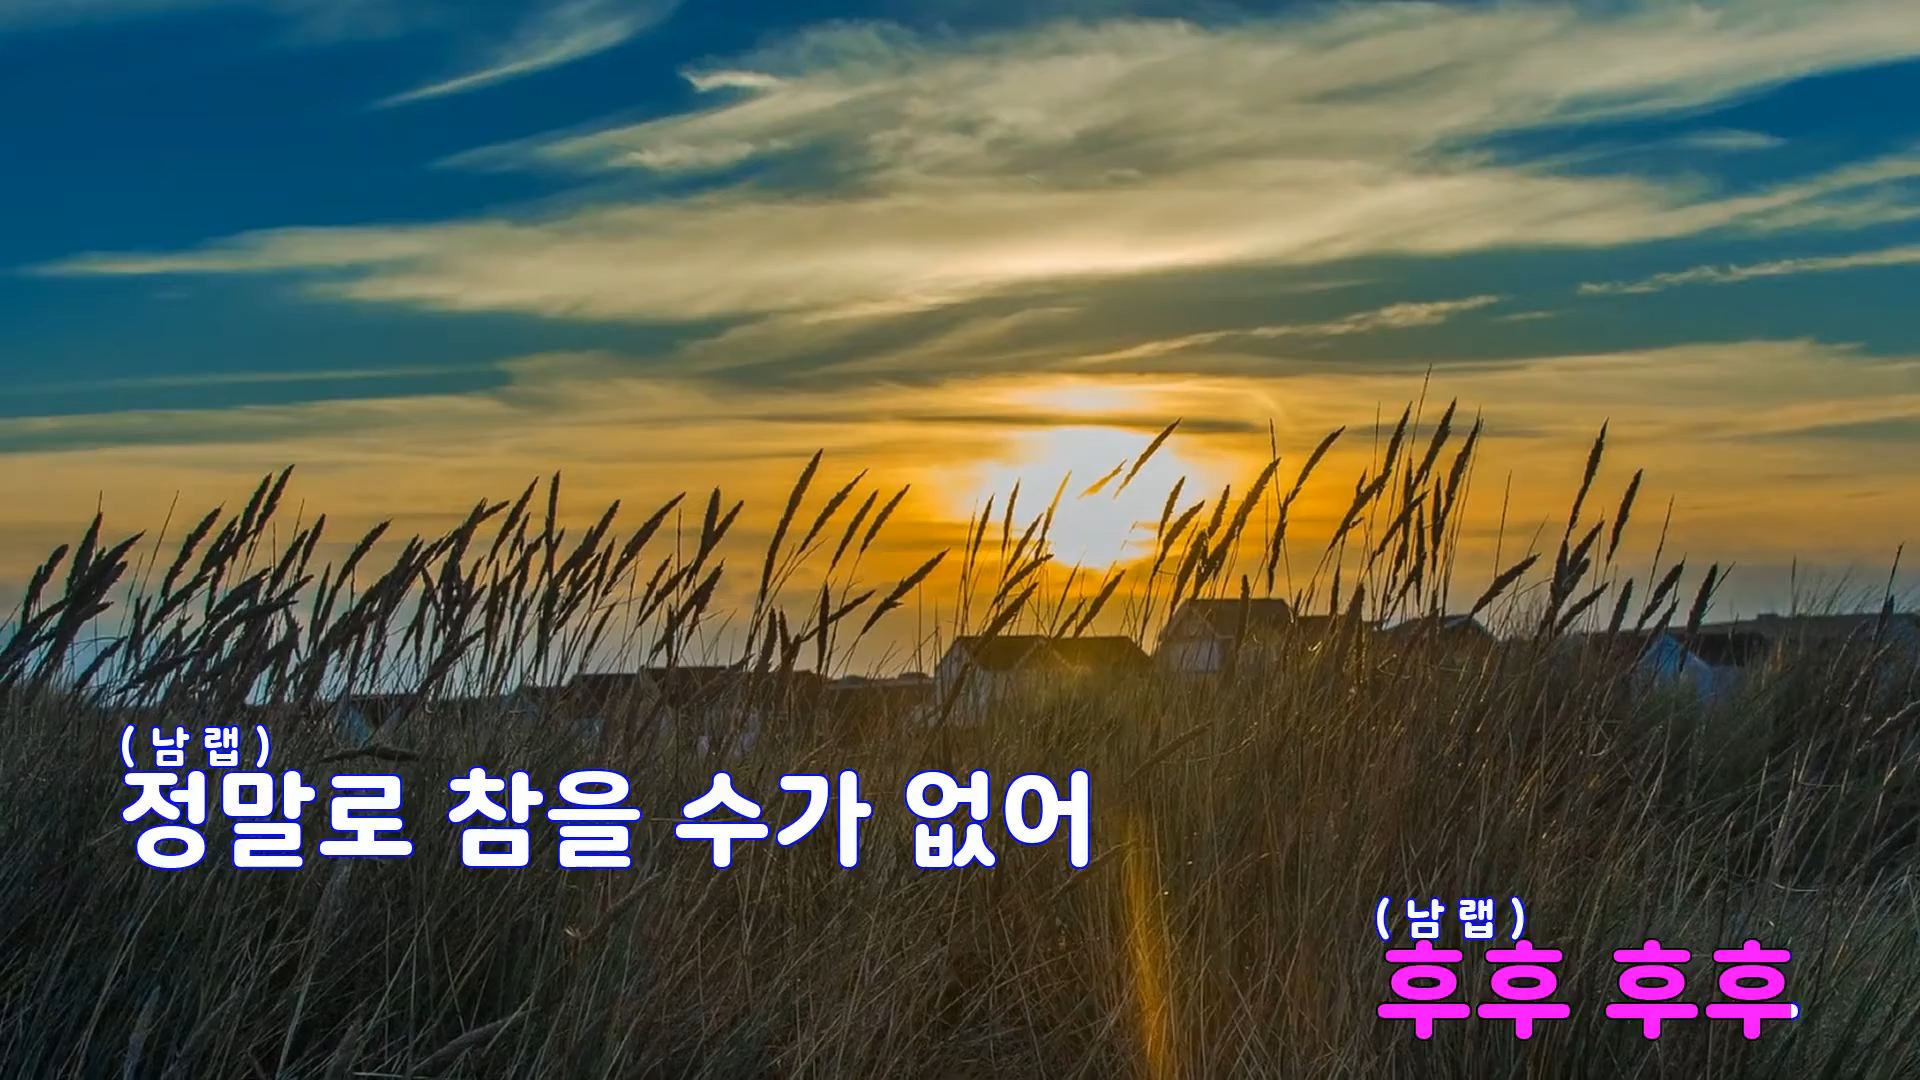 ( 남 랩 )
정말로 참을 수가 없어
( 남 랩 )
후후 후후